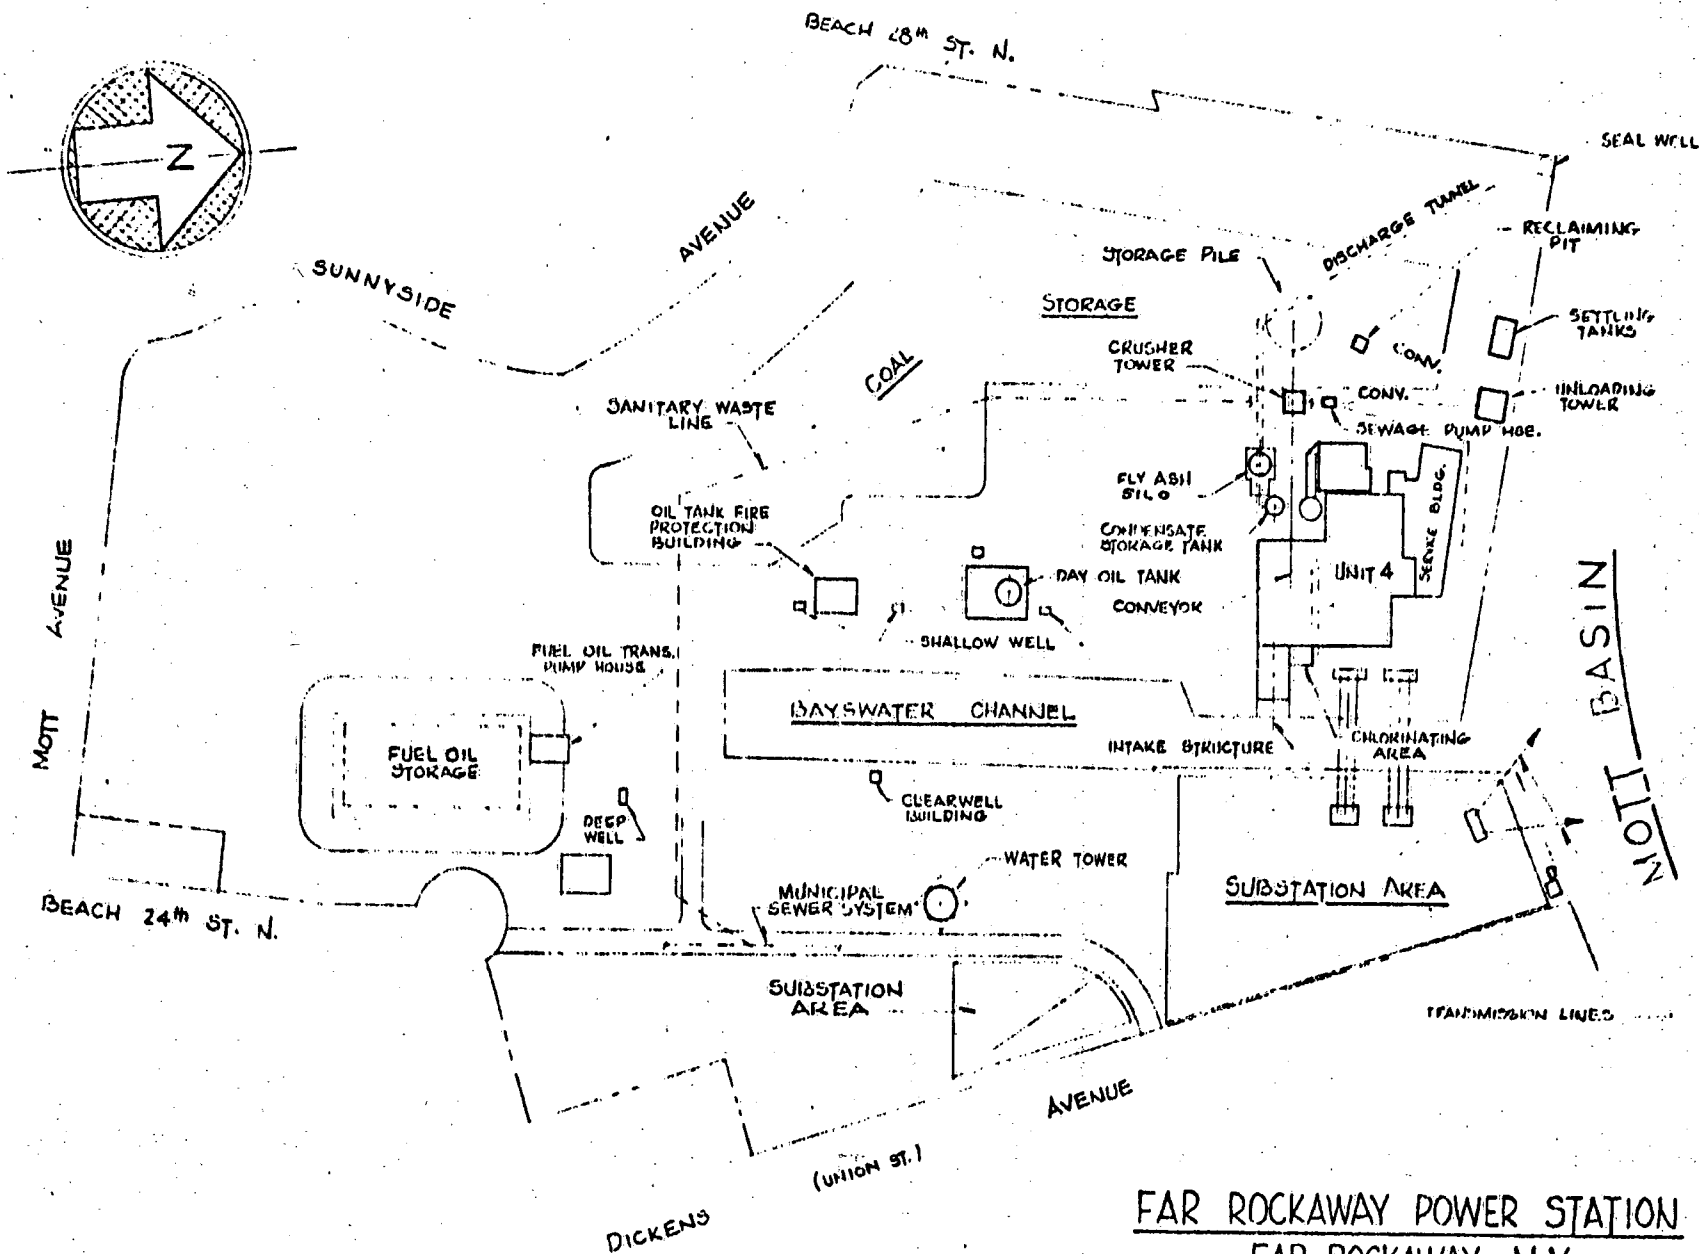 BEACH 28th ST. N.
SEAL WELL
N
SUNNYSIDE
AVENUE
DISCHARGE TUNNEL
RECLAIMING
PIT
STORAGE PILE
STORAGE
SETTLING
TANKS
CRUSHER
TOWER
CONV.
CONV.
UNLOADING
TOWER
COAL
SANITARY WASTE
LINE
SEWAGE PUMP HSE.
FLY ASH
SILO
OIL TANK FIRE
PROTECTION
BUILDING
CONDENSATE
STORAGE TANK
SERVICE BLDG.
UNIT 4
DAY OIL TANK
CONVEYOR
MOTT AVENUE
SHALLOW WELL
FUEL OIL TRANS.
PUMP HOUSE
MOTT BASIN
BAYSWATER CHANNEL
INTAKE STRUCTURE
CHLORINATING
AREA
FUEL OIL
STORAGE
CLEARWELL
BUILDING
DEEP
WELL
WATER TOWER
MUNICIPAL
SEWER SYSTEM
SUBSTATION AREA
BEACH 24th ST. N.
SUBSTATION
AREA
TRANSMISSION LINES
AVENUE
(UNION ST.)
DICKENS
FAR ROCKAWAY POWER STATION
FAR ROCKAWAY, N.Y.